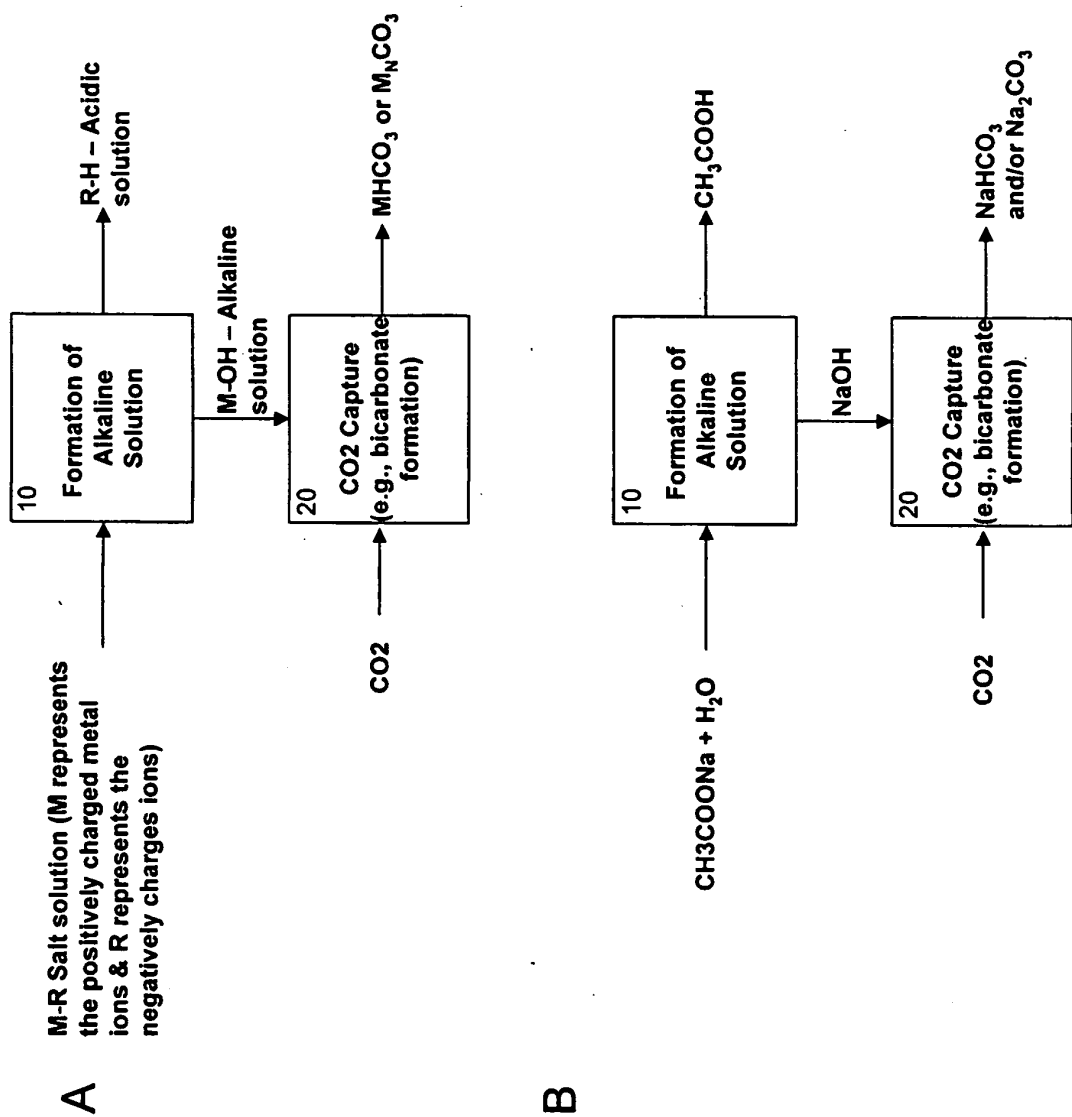 A
M-R Salt solution (M represents
the positively charged metal
ions & R represents the
negatively charges ions)
10
Formation of
Alkaline
Solution
R-H – Acidic
solution
M-OH – Alkaline
solution
CO2
20
CO2 Capture
(e.g., bicarbonate
formation)
MHCO₃ or M_NCO₃
B
CH3COONa + H₂O
10
Formation of
Alkaline
Solution
CH₃COOH
NaOH
CO2
20
CO2 Capture
(e.g., bicarbonate
formation)
NaHCO₃
and/or Na₂CO₃